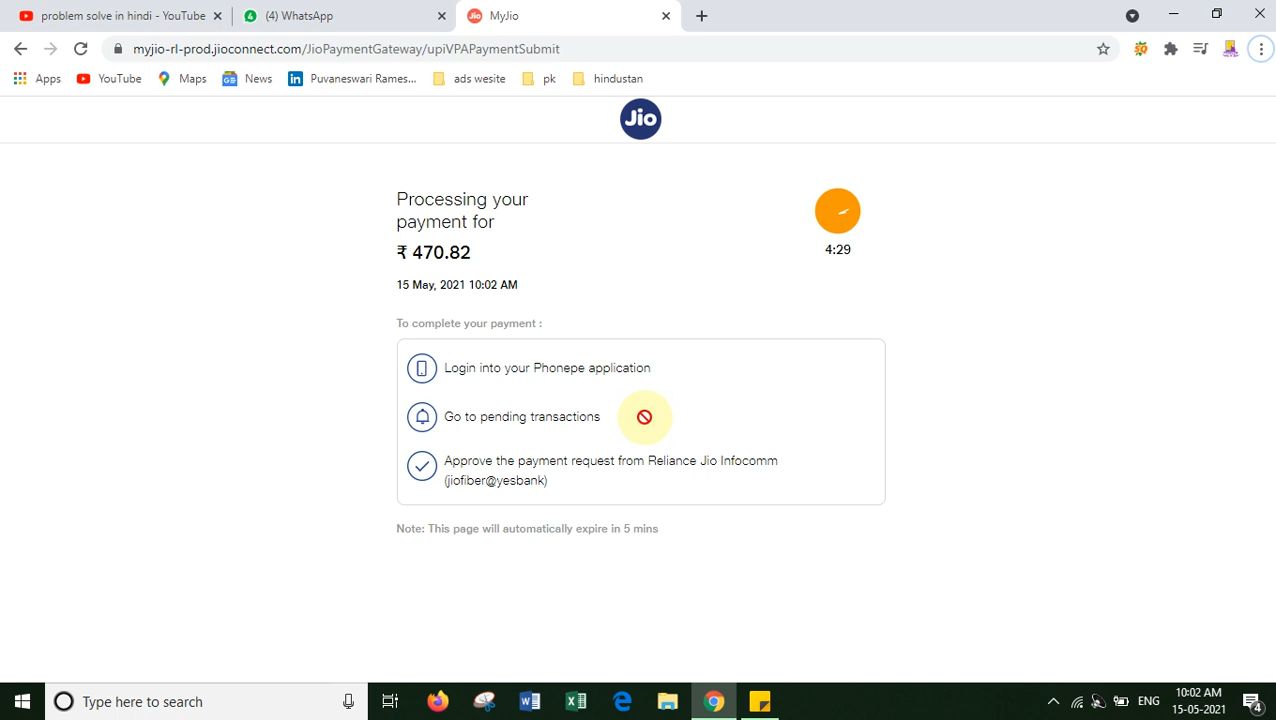 problem solve in hindi - YouTube
(4) WhatsApp
MyJio
myjio-rl-prod.jioconnect.com/JioPaymentGateway/upiVPAPaymentSubmit
Apps
YouTube
Maps
News
Puvaneswari Rames...
ads wesite
pk
hindustan
Jio
Processing your
payment for
₹ 470.82
4:29
15 May, 2021 10:02 AM
To complete your payment :
Login into your Phonepe application
Go to pending transactions
Approve the payment request from Reliance Jio Infocomm
(jiofiber@yesbank)
Note: This page will automatically expire in 5 mins
Type here to search
ENG
10:02 AM
15-05-2021
4